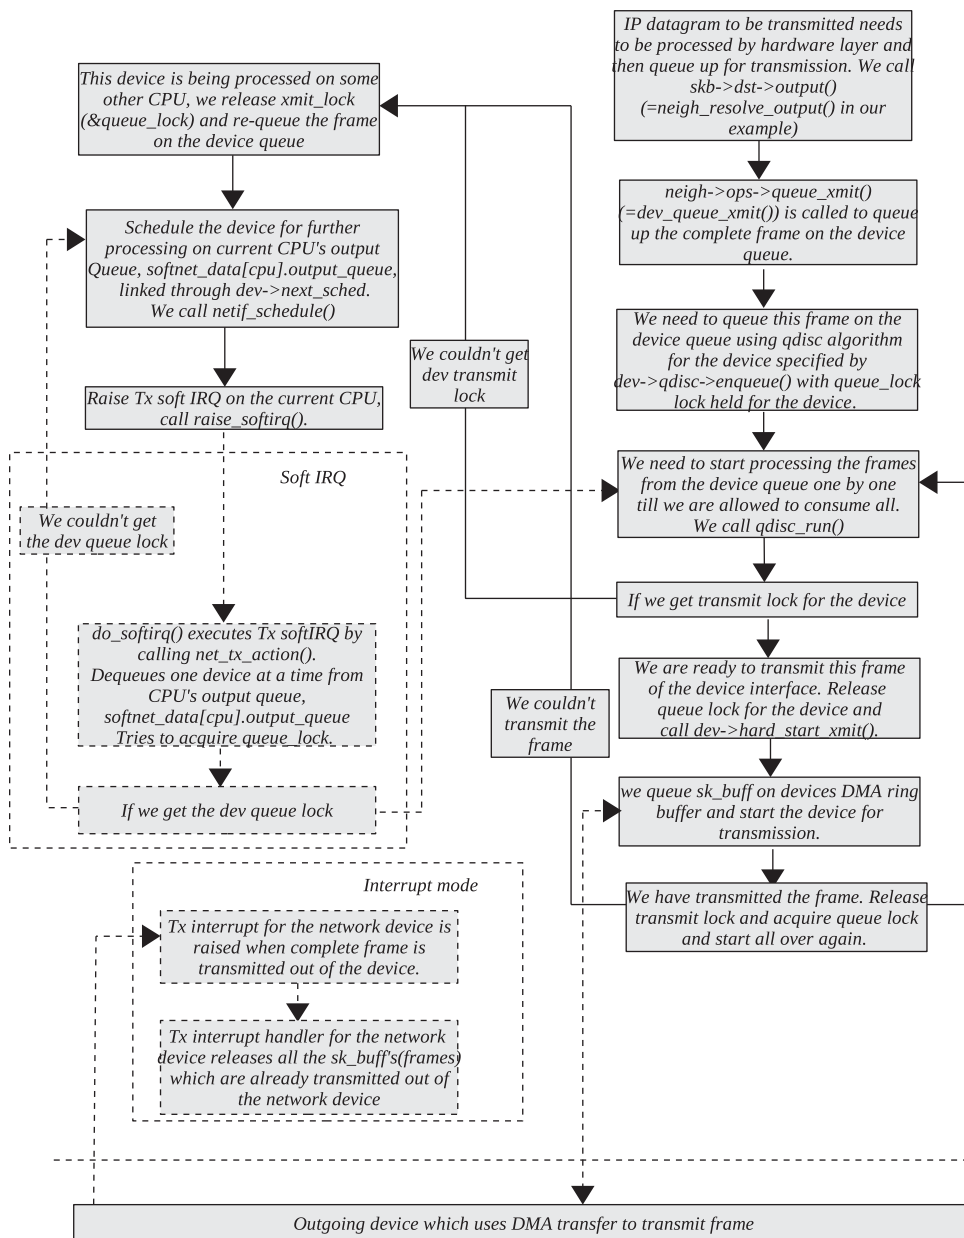 IP datagram to be transmitted needs
to be processed by hardware layer and
then queue up for transmission. We call
skb->dst->output()
(=neigh_resolve_output() in our
example)
This device is being processed on some
other CPU, we release xmit_lock
(&queue_lock) and re-queue the frame
on the device queue
neigh->ops->queue_xmit()
(=dev_queue_xmit()) is called to queue
up the complete frame on the device
queue.
Schedule the device for further
processing on current CPU's output
Queue, softnet_data[cpu].output_queue,
linked through dev->next_sched.
We call netif_schedule()
We need to queue this frame on the
device queue using qdisc algorithm
for the device specified by
dev->qdisc->enqueue() with queue_lock
lock held for the device.
We couldn't get
dev transmit
lock
Raise Tx soft IRQ on the current CPU,
call raise_softirq().
We need to start processing the frames
from the device queue one by one
till we are allowed to consume all.
We call qdisc_run()
Soft IRQ
We couldn't get
the dev queue lock
If we get transmit lock for the device
do_softirq() executes Tx softIRQ by
calling net_tx_action().
Dequeues one device at a time from
CPU's output queue,
softnet_data[cpu].output_queue
Tries to acquire queue_lock.
We are ready to transmit this frame
of the device interface. Release
queue lock for the device and
call dev->hard_start_xmit().
We couldn't
transmit the
frame
If we get the dev queue lock
we queue sk_buff on devices DMA ring
buffer and start the device for
transmission.
Interrupt mode
We have transmitted the frame. Release
transmit lock and acquire queue lock
and start all over again.
Tx interrupt for the network device is
raised when complete frame is
transmitted out of the device.
Tx interrupt handler for the network
device releases all the sk_buff's(frames)
which are already transmitted out of
the network device
Outgoing device which uses DMA transfer to transmit frame